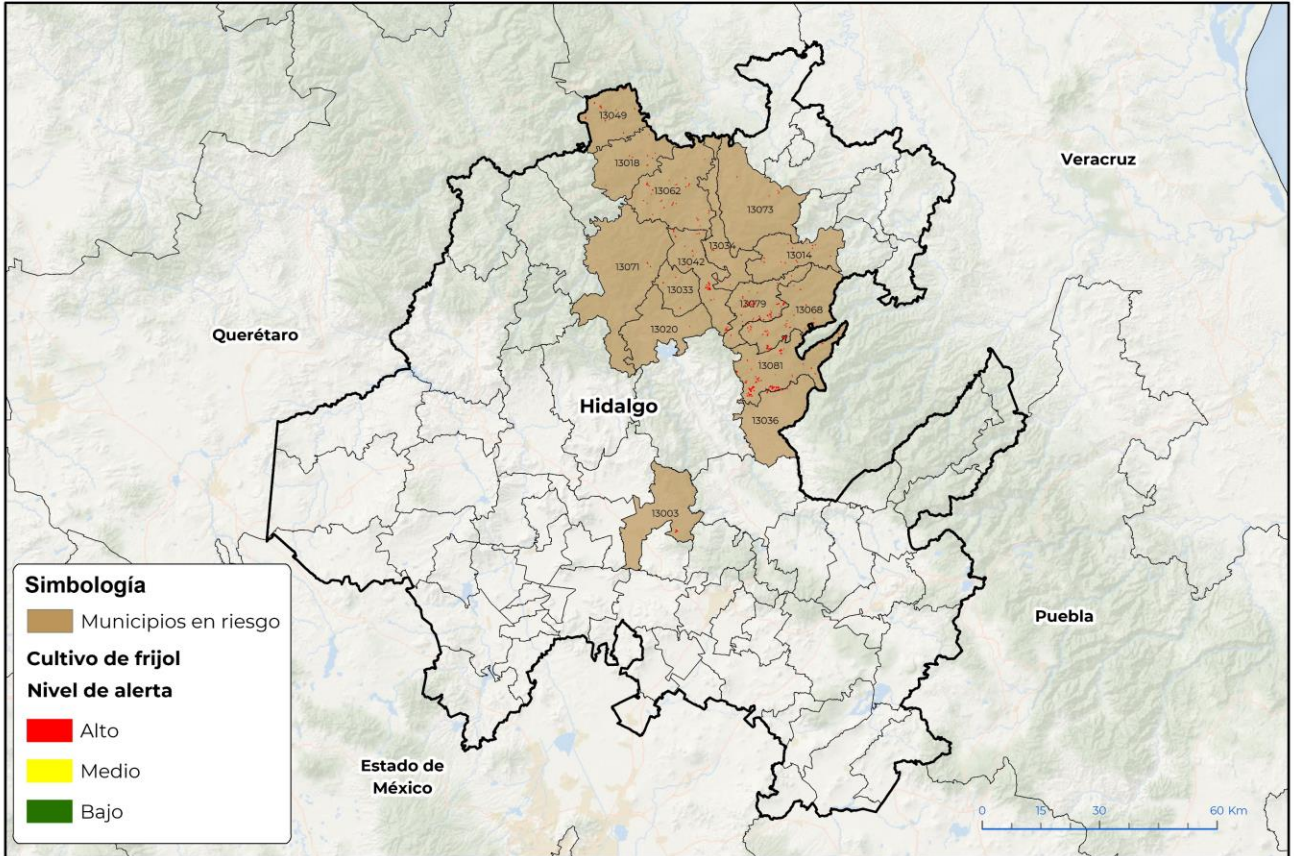 13049
Veracruz
13018
13062
13073
13034
13014
13042
13071
13033
13079
13068
13020
Querétaro
13081
Hidalgo
13036
13003
Simbología
Municipios en riesgo
Cultivo de frijol
Nivel de alerta
Alto
Medio
Bajo
Puebla
Estado de
México
0 15 30 60 Km